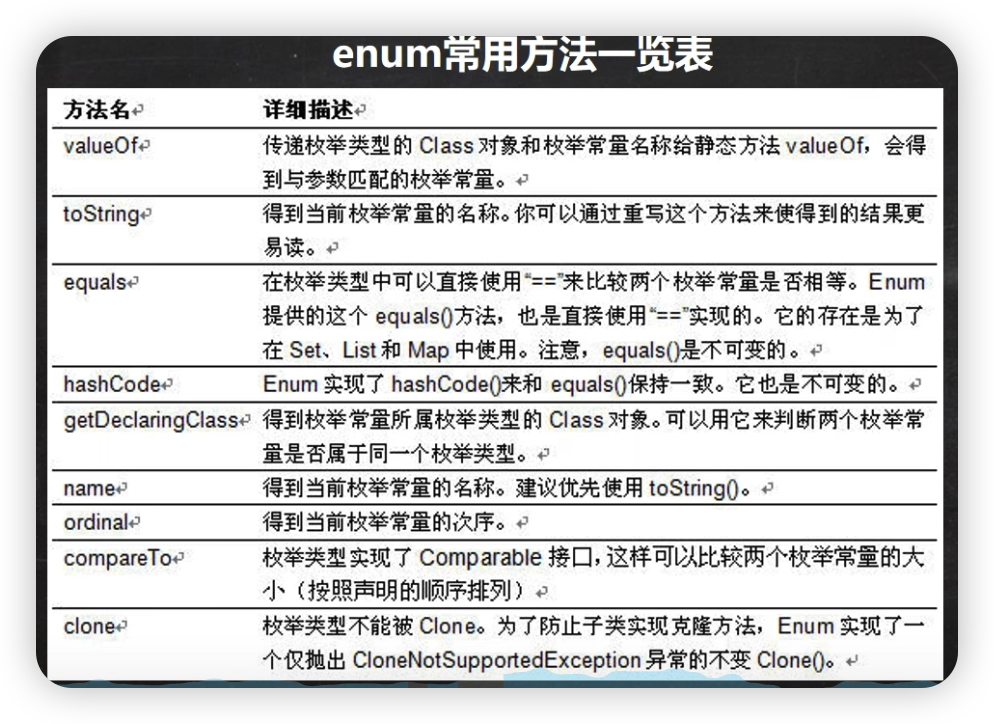 enum常用方法一览表
方法名↵ 详细描述↵
valueOf↵ 传递枚举类型的 Class 对象和枚举常量名称给静态方法 valueOf，会得
到与参数匹配的枚举常量。↵
toString↵ 得到当前枚举常量的名称。你可以通过重写这个方法来使得到的结果更
易读。↵
equals↵ 在枚举类型中可以直接使用“==”来比较两个枚举常量是否相等。Enum
提供的这个 equals()方法，也是直接使用“==”实现的。它的存在是为了
在 Set、List 和 Map 中使用。注意，equals()是不可变的。↵
hashCode↵ Enum 实现了 hashCode()来和 equals()保持一致。它也是不可变的。↵
getDeclaringClass↵ 得到枚举常量所属枚举类型的 Class 对象。可以用它来判断两个枚举常
量是否属于同一个枚举类型。↵
name↵ 得到当前枚举常量的名称。建议优先使用 toString()。↵
ordinal↵ 得到当前枚举常量的次序。↵
compareTo↵ 枚举类型实现了 Comparable 接口，这样可以比较两个枚举常量的大
小（按照声明的顺序排列）↵
clone↵ 枚举类型不能被 Clone。为了防止子类实现克隆方法，Enum 实现了一
个仅抛出 CloneNotSupportedException 异常的不变 Clone()。↵